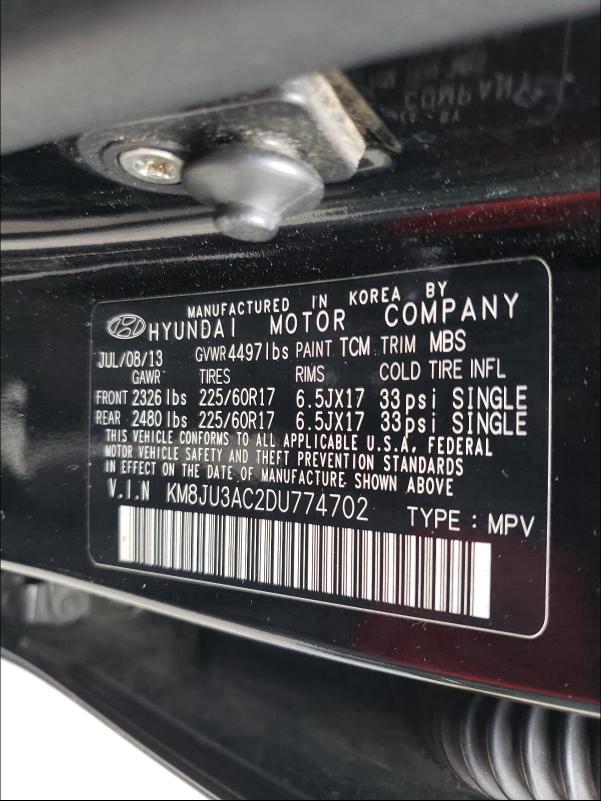 COMPANY
MANUFACTURED IN KOREA BY
HYUNDAI MOTOR COMPANY
JUL/08/13 GVWR 4497lbs PAINT TCM TRIM MBS
GAWR TIRES RIMS COLD TIRE INFL
FRONT 2326 lbs 225/60R17 6.5JX17 33psi SINGLE
REAR 2480 lbs 225/60R17 6.5JX17 33psi SINGLE
THIS VEHICLE CONFORMS TO ALL APPLICABLE U.S.A. FEDERAL
MOTOR VEHICLE SAFETY AND THEFT PREVENTION STANDARDS
IN EFFECT ON THE DATE OF MANUFACTURE SHOWN ABOVE
V.I.N KM8JU3AC2DU774702 TYPE : MPV